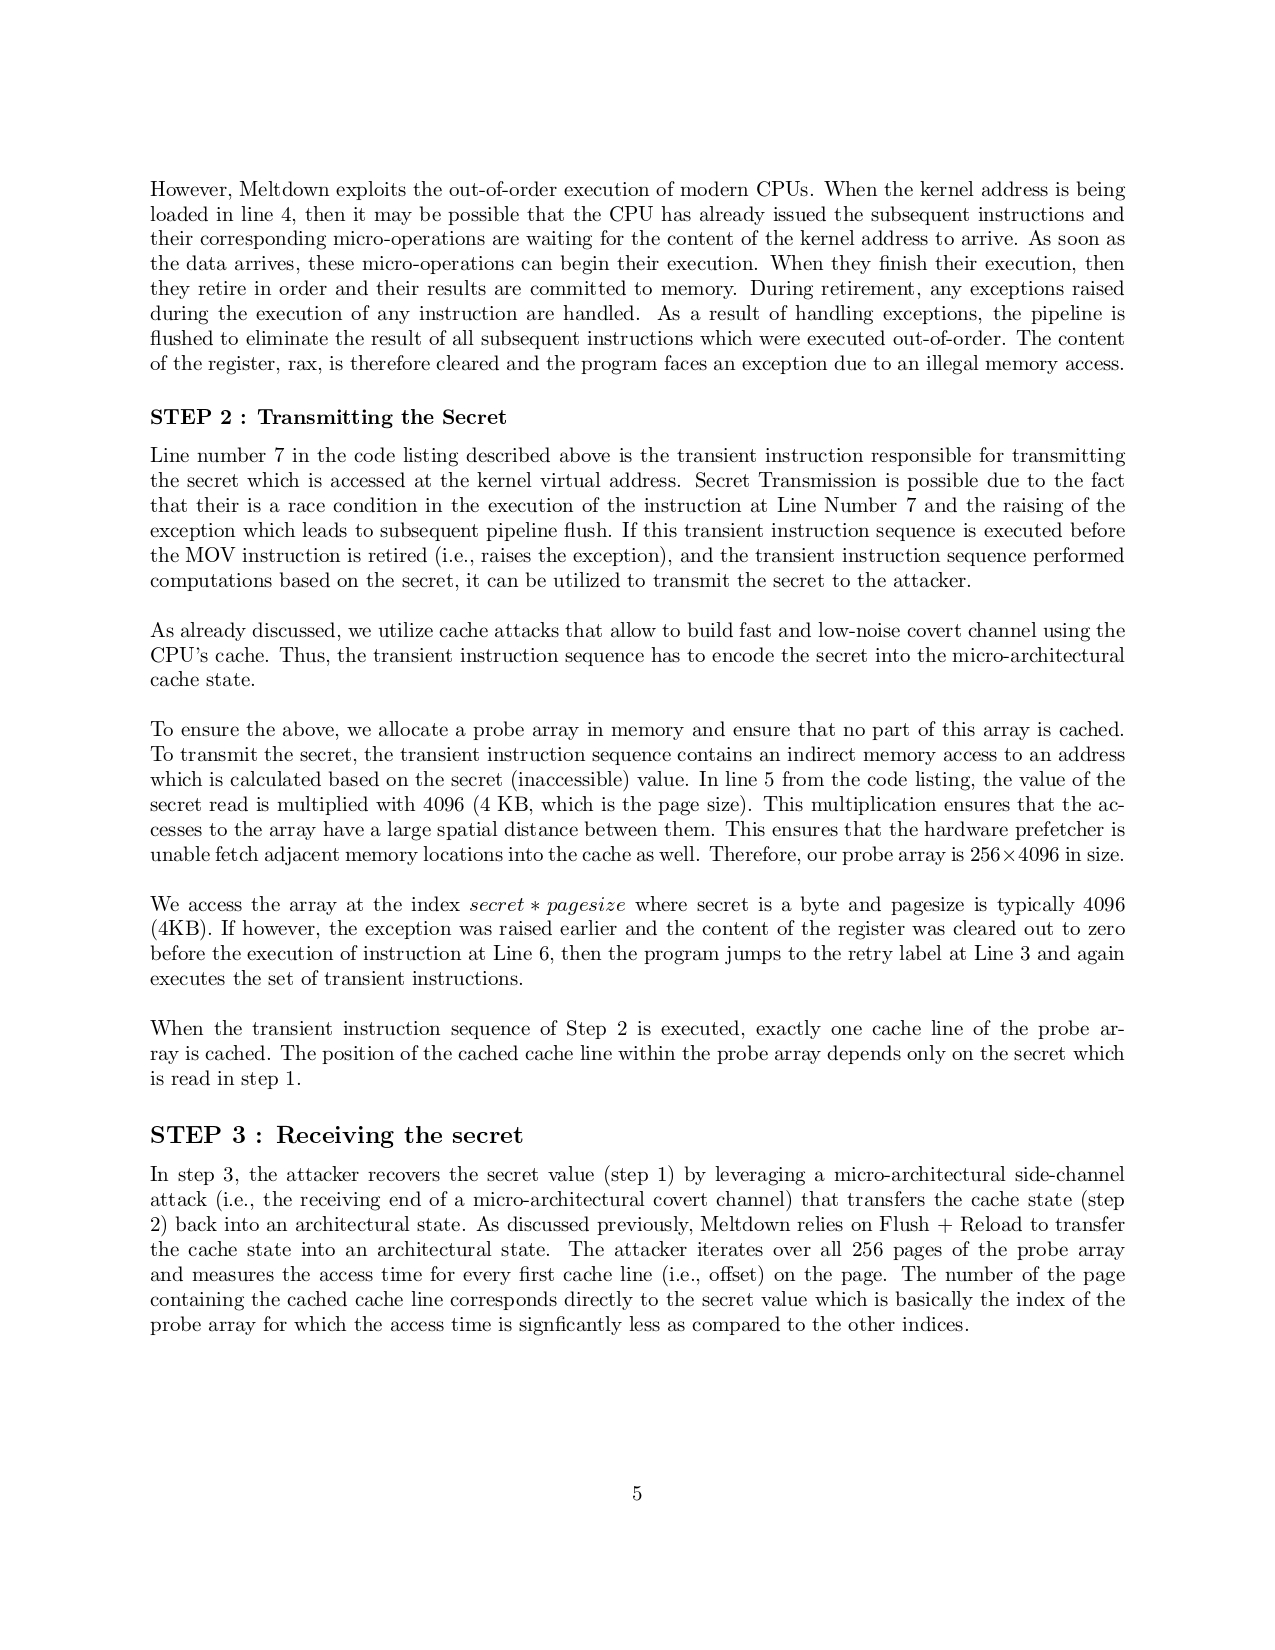 However, Meltdown exploits the out-of-order execution of modern CPUs. When the kernel address is being
loaded in line 4, then it may be possible that the CPU has already issued the subsequent instructions and
their corresponding micro-operations are waiting for the content of the kernel address to arrive. As soon as
the data arrives, these micro-operations can begin their execution. When they finish their execution, then
they retire in order and their results are committed to memory. During retirement, any exceptions raised
during the execution of any instruction are handled. As a result of handling exceptions, the pipeline is
flushed to eliminate the result of all subsequent instructions which were executed out-of-order. The content
of the register, rax, is therefore cleared and the program faces an exception due to an illegal memory access.
STEP 2 : Transmitting the Secret
Line number 7 in the code listing described above is the transient instruction responsible for transmitting
the secret which is accessed at the kernel virtual address. Secret Transmission is possible due to the fact
that their is a race condition in the execution of the instruction at Line Number 7 and the raising of the
exception which leads to subsequent pipeline flush. If this transient instruction sequence is executed before
the MOV instruction is retired (i.e., raises the exception), and the transient instruction sequence performed
computations based on the secret, it can be utilized to transmit the secret to the attacker.
As already discussed, we utilize cache attacks that allow to build fast and low-noise covert channel using the
CPU's cache. Thus, the transient instruction sequence has to encode the secret into the micro-architectural
cache state.
To ensure the above, we allocate a probe array in memory and ensure that no part of this array is cached.
To transmit the secret, the transient instruction sequence contains an indirect memory access to an address
which is calculated based on the secret (inaccessible) value. In line 5 from the code listing, the value of the
secret read is multiplied with 4096 (4 KB, which is the page size). This multiplication ensures that the ac-
cesses to the array have a large spatial distance between them. This ensures that the hardware prefetcher is
unable fetch adjacent memory locations into the cache as well. Therefore, our probe array is 256×4096 in size.
We access the array at the index secret ∗ pagesize where secret is a byte and pagesize is typically 4096
(4KB). If however, the exception was raised earlier and the content of the register was cleared out to zero
before the execution of instruction at Line 6, then the program jumps to the retry label at Line 3 and again
executes the set of transient instructions.
When the transient instruction sequence of Step 2 is executed, exactly one cache line of the probe ar-
ray is cached. The position of the cached cache line within the probe array depends only on the secret which
is read in step 1.
STEP 3 : Receiving the secret
In step 3, the attacker recovers the secret value (step 1) by leveraging a micro-architectural side-channel
attack (i.e., the receiving end of a micro-architectural covert channel) that transfers the cache state (step
2) back into an architectural state. As discussed previously, Meltdown relies on Flush + Reload to transfer
the cache state into an architectural state. The attacker iterates over all 256 pages of the probe array
and measures the access time for every first cache line (i.e., offset) on the page. The number of the page
containing the cached cache line corresponds directly to the secret value which is basically the index of the
probe array for which the access time is signficantly less as compared to the other indices.
5